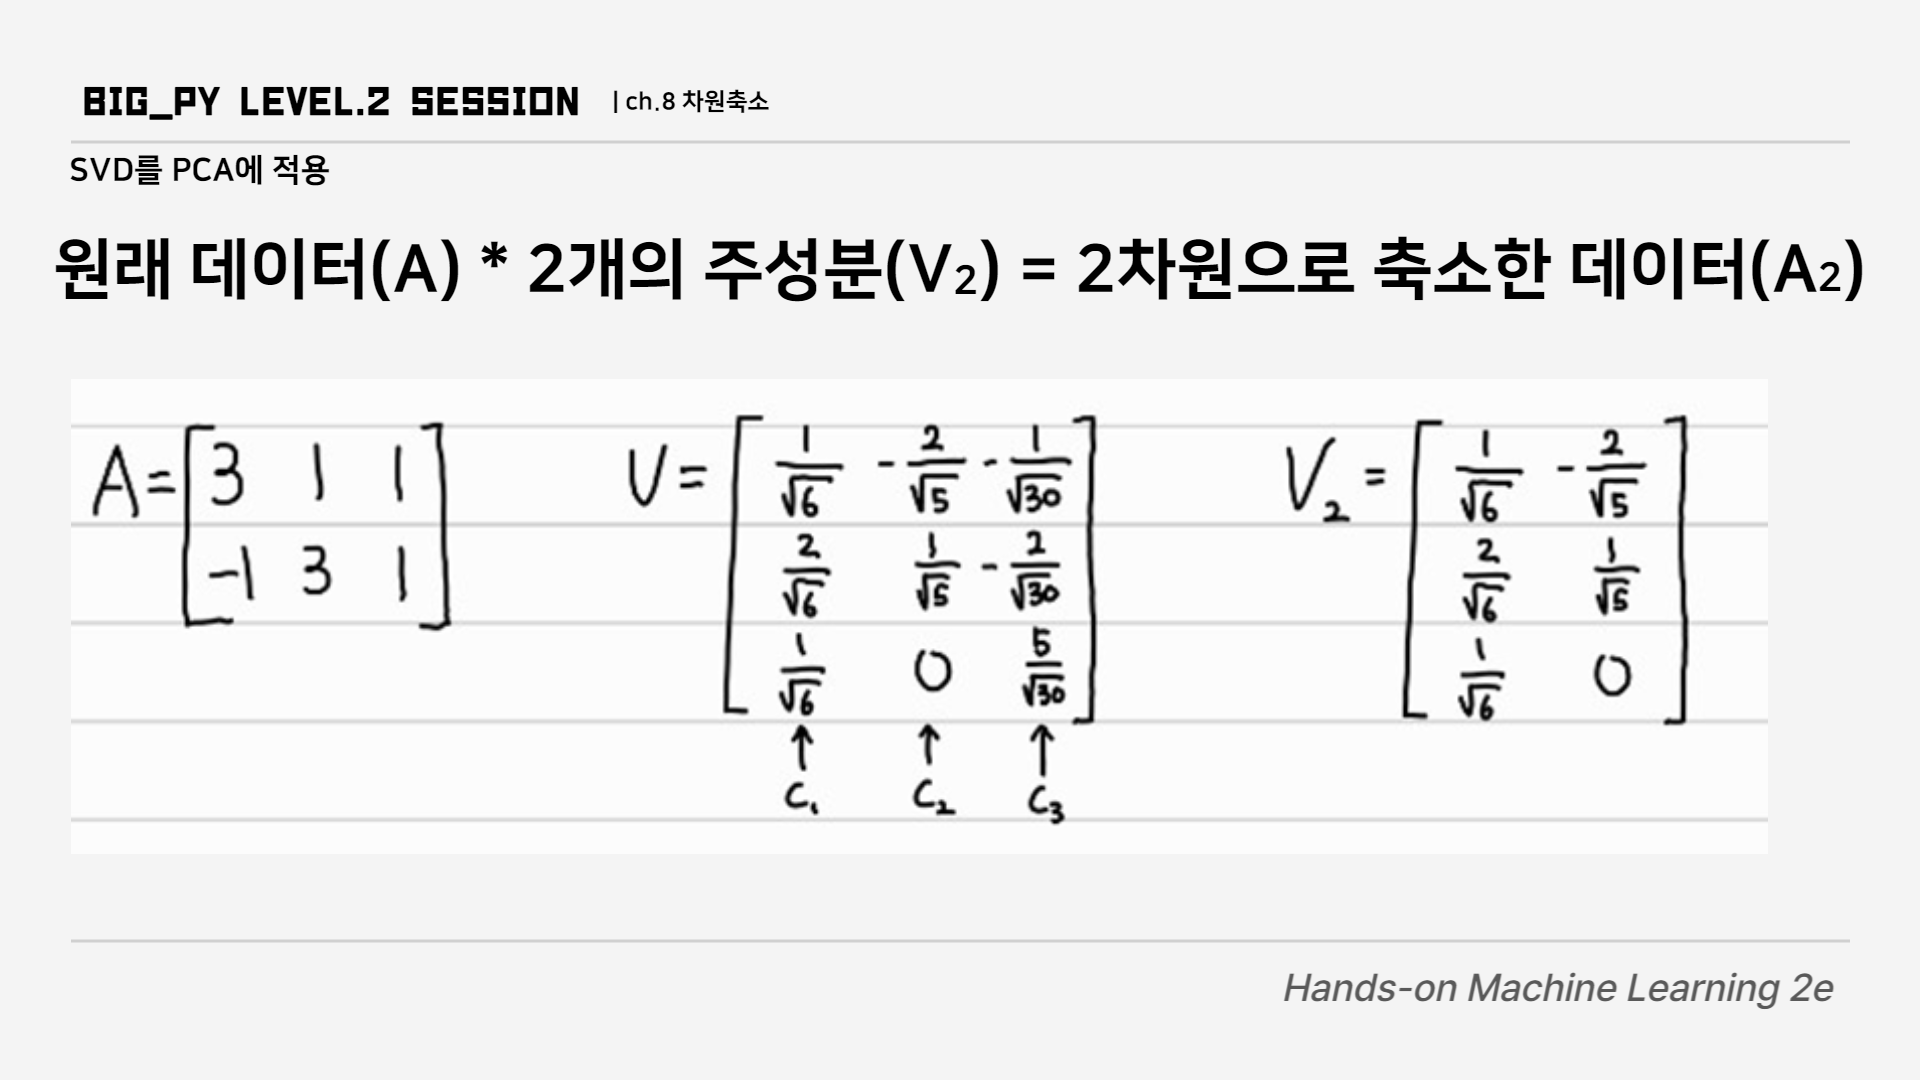 BIG_PY LEVEL.2 SESSION | ch.8 차원축소
SVD를 PCA에 적용
원래 데이터(A) * 2개의 주성분(V₂) = 2차원으로 축소한 데이터(A₂)
A = [3 1 1
-1 3 1]
V = [1/√6 -2/√5 -1/√30
2/√6 1/√5 -2/√30
1/√6 0 5/√30]
↑ ↑ ↑
C₁ C₂ C₃
V₂ = [1/√6 -2/√5
2/√6 1/√5
1/√6 0]
Hands-on Machine Learning 2e